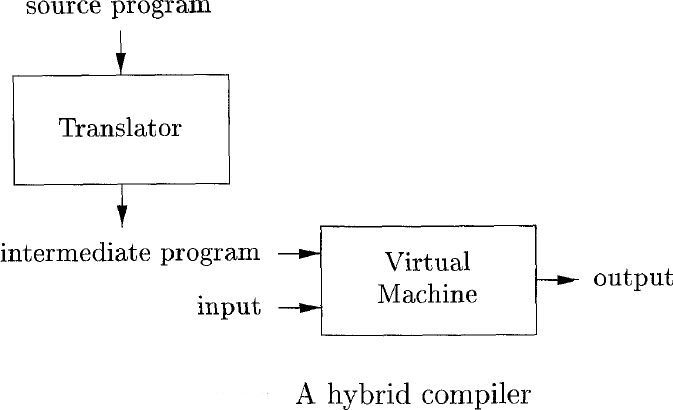 source program
Translator
intermediate program
Virtual
Machine
input
output
A hybrid compiler